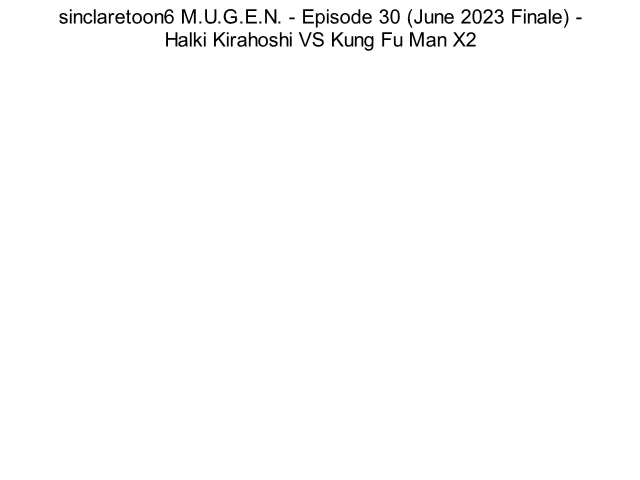 sinclaretoon6 M.U.G.E.N. - Episode 30 (June 2023 Finale) -
Halki Kirahoshi VS Kung Fu Man X2